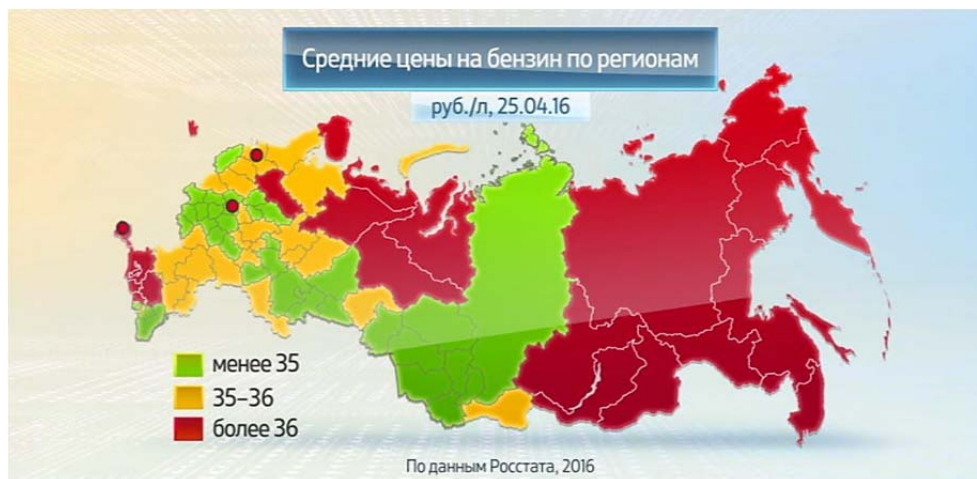 Средние цены на бензин по регионам
руб./л, 25.04.16
менее 35
35–36
более 36
По данным Росстата, 2016